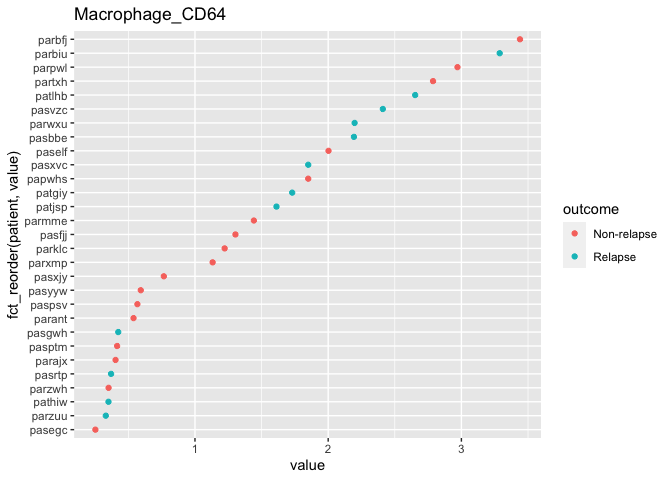 Macrophage_CD64
fct_reorder(patient, value)
parbfj
parbiu
parpwl
partxh
patlhb
pasvzc
parwxu
pasbbe
paself
pasxvc
papwhs
patgiy
patjsp
parmme
pasfjj
parklc
parxmp
pasxjy
pasyyw
paspsv
parant
pasgwh
pasptm
parajx
pasrtp
parzwh
pathiw
parzuu
pasegc
1 2 3
value
outcome
Non-relapse
Relapse